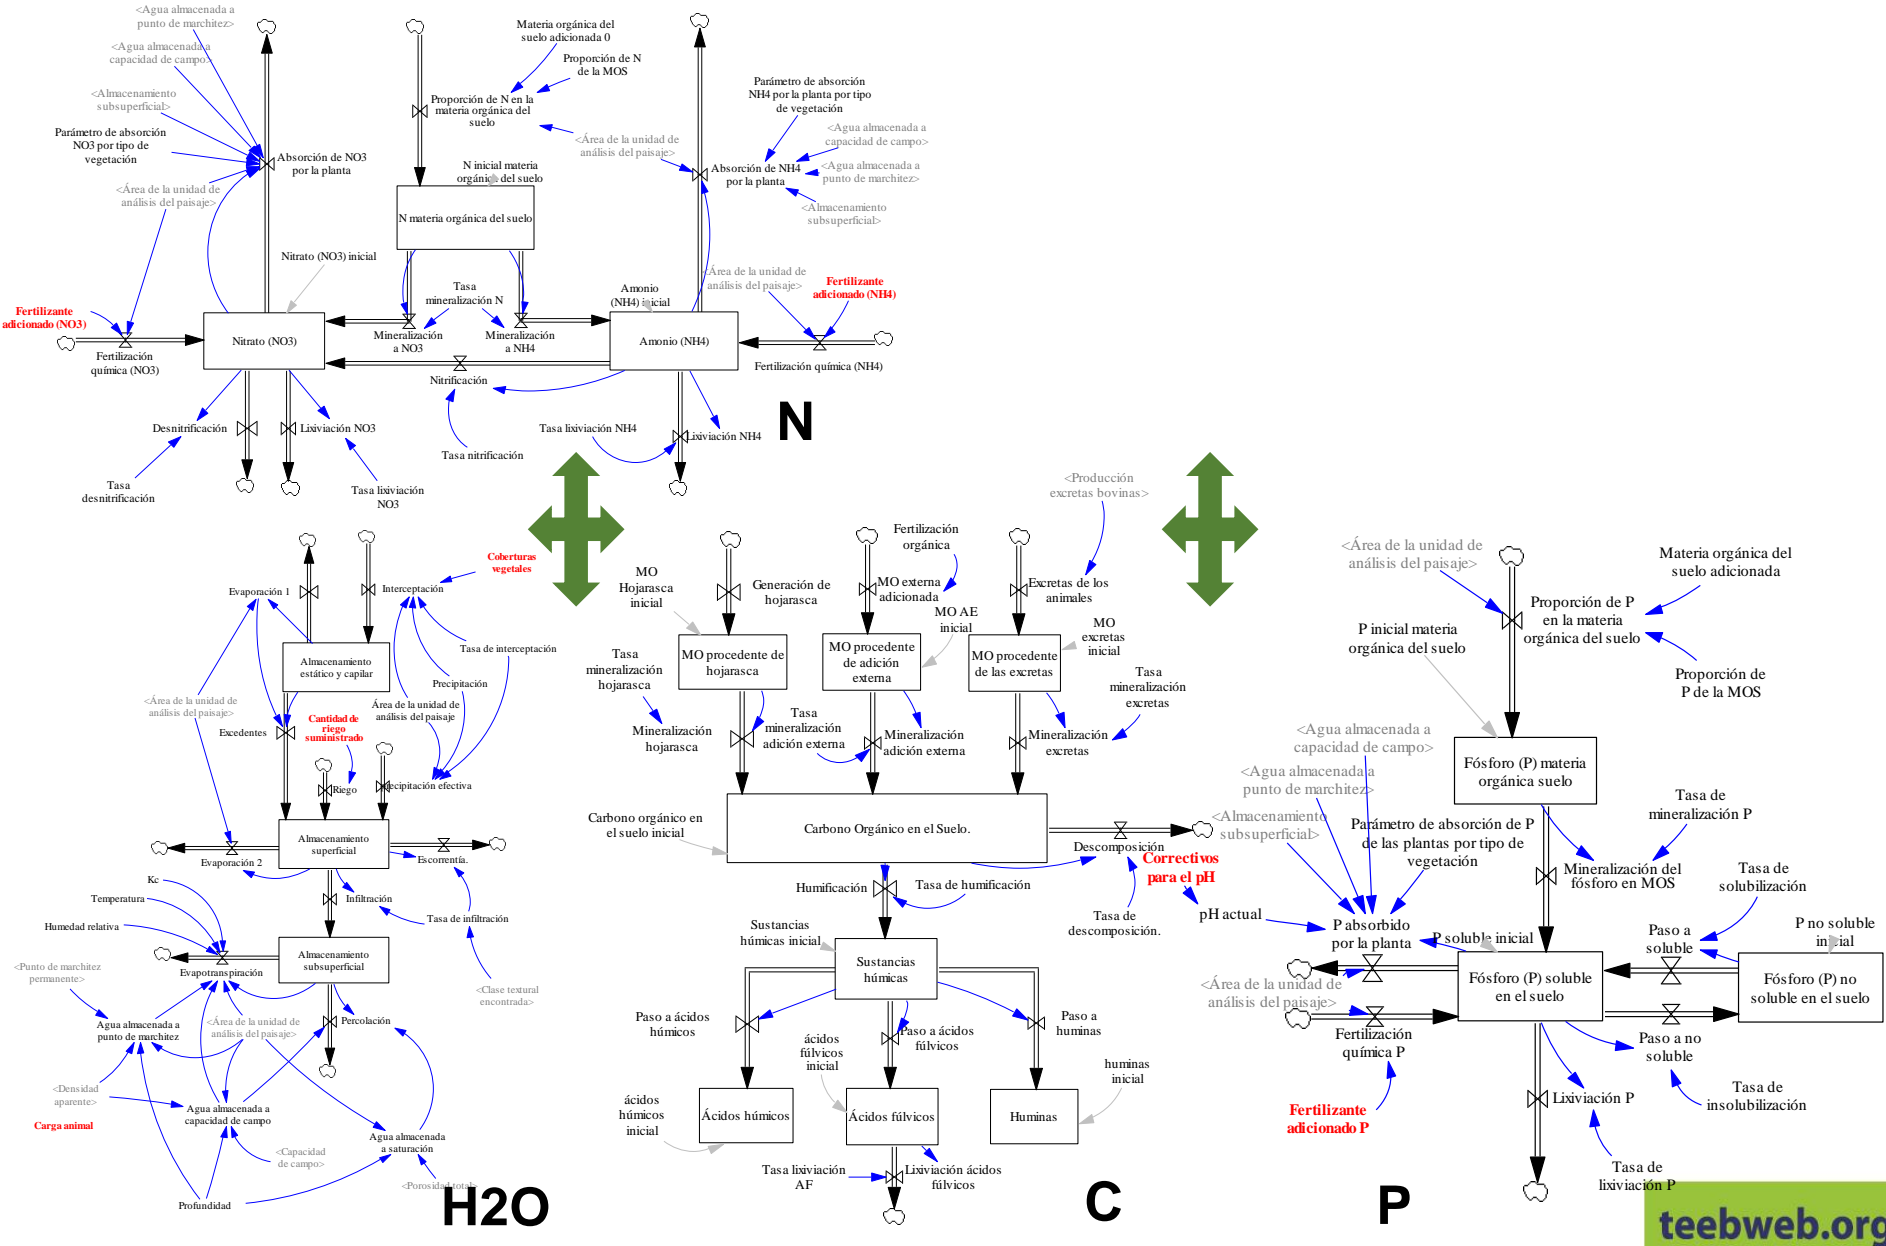 <Agua almacenada a
punto de marchitez>
<Agua almacenada a
capacidad de campo>
<Almacenamiento
subsuperficial>
Parámetro de absorción
NO3 por tipo de
vegetación
<Área de la unidad de
análisis del paisaje>
Absorción de NO3
por la planta
Materia orgánica del
suelo adicionada 0
Proporción de N
de la MOS
Proporción de N en la
materia orgánica del
suelo
<Área de la unidad de
análisis del paisaje>
N inicial materia
orgánica del suelo
N materia orgánica del suelo
Parámetro de absorción
NH4 por la planta por tipo
de vegetación
<Agua almacenada a
capacidad de campo>
<Agua almacenada a
punto de marchitez>
Absorción de NH4
por la planta
<Almacenamiento
subsuperficial>
Nitrato (NO3) inicial
Fertilizante
adicionado (NO3)
Fertilización
química (NO3)
Nitrato (NO3)
Tasa
mineralización N
Mineralización
a NO3
Mineralización
a NH4
Amonio
(NH4) inicial
Amonio (NH4)
<Área de la unidad de
análisis del paisaje>
Fertilizante
adicionado (NH4)
Fertilización química (NH4)
Nitrificación
Tasa nitrificación
Desnitrificación
Tasa
desnitrificación
Lixiviación NO3
Tasa lixiviación
NO3
Tasa lixiviación NH4
Lixiviación NH4
N
Evaporación 1
Interceptación
Coberturas
vegetales
Almacenamiento
estático y capilar
Tasa de interceptación
Precipitación
Área de la unidad de
análisis del paisaje
<Área de la unidad de
análisis del paisaje>
Excedentes
Cantidad de
riego
suministrado
Riego
Precipitación efectiva
Almacenamiento
superficial
Evaporación 2
Escorrentía.
Infiltración
Tasa de infiltración
<Clase textural
encontrada>
Kc
Temperatura
Humedad relativa
Evapotranspiración
Almacenamiento
subsuperficial
<Punto de marchitez
permanente>
Agua almacenada a
punto de marchitez
<Área de la unidad de
análisis del paisaje>
Percolación
<Densidad
aparente>
Carga animal
Agua almacenada a
capacidad de campo
<Capacidad
de campo>
Agua almacenada
a saturación
<Porosidad total>
Profundidad
H2O
<Producción
excretas bovinas>
MO
Hojarasca
inicial
Generación de
hojarasca
Fertilización
orgánica
MO externa
adicionada
MO AE
inicial
Excretas de los
animales
MO
excretas
inicial
MO procedente de
hojarasca
MO procedente
de adición
externa
MO procedente
de las excretas
Tasa
mineralización
hojarasca
Mineralización
hojarasca
Tasa
mineralización
adición externa
Mineralización
adición externa
Tasa
mineralización
excretas
Mineralización
excretas
Carbono orgánico en
el suelo inicial
Carbono Orgánico en el Suelo.
Descomposición
Tasa de
descomposición.
Humificación
Tasa de humificación
Sustancias
húmicas inicial
Sustancias
húmicas
Paso a ácidos
húmicos
Paso a ácidos
fúlvicos
Paso a
huminas
ácidos
húmicos
inicial
ácidos
fúlvicos
inicial
huminas
inicial
Ácidos húmicos
Ácidos fúlvicos
Huminas
Tasa lixiviación
AF
Lixiviación ácidos
fúlvicos
C
<Área de la unidad de
análisis del paisaje>
Materia orgánica del
suelo adicionada
Proporción de P
en la materia
orgánica del suelo
Proporción de
P de la MOS
P inicial materia
orgánica del suelo
Fósforo (P) materia
orgánica suelo
<Agua almacenada a
capacidad de campo>
<Agua almacenada a
punto de marchitez>
<Almacenamiento
subsuperficial>
Parámetro de absorción de P
de las plantas por tipo de
vegetación
Tasa de
mineralización P
Mineralización del
fósforo en MOS
Correctivos
para el pH
pH actual
P absorbido
por la planta
P soluble inicial
Tasa de
solubilización
Paso a
soluble
P no soluble
inicial
Fósforo (P) soluble
en el suelo
Fósforo (P) no
soluble en el suelo
<Área de la unidad de
análisis del paisaje>
Fertilización
química P
Fertilizante
adicionado P
Paso a no
soluble
Tasa de
insolubilización
Lixiviación P
Tasa de
lixiviación P
P
teebweb.org